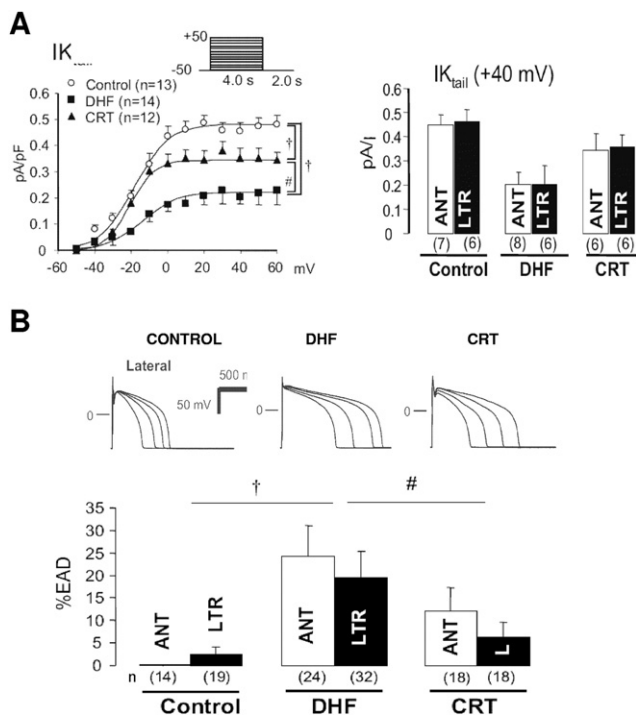 A
+50
-50
4.0 s 2.0 s
IK tail
Control (n=13)
DHF (n=14)
CRT (n=12)
pA/pF
0.6
0.5
0.4
0.3
0.2
0.1
0
†
#
†
-60 -40 -20 0 20 40 60 mV
IKtail (+40 mV)
pA/
0.6
0.5
0.4
0.3
0.2
0.1
0
ANT LTR ANT LTR ANT LTR
(7) (6) (8) (6) (6) (6)
Control DHF CRT
B
CONTROL DHF CRT
Lateral
500
50 mV
0 0 0
† #
%EAD
35
30
25
20
15
10
5
0
ANT LTR ANT LTR ANT L
n (14) (19) (24) (32) (18) (18)
Control DHF CRT